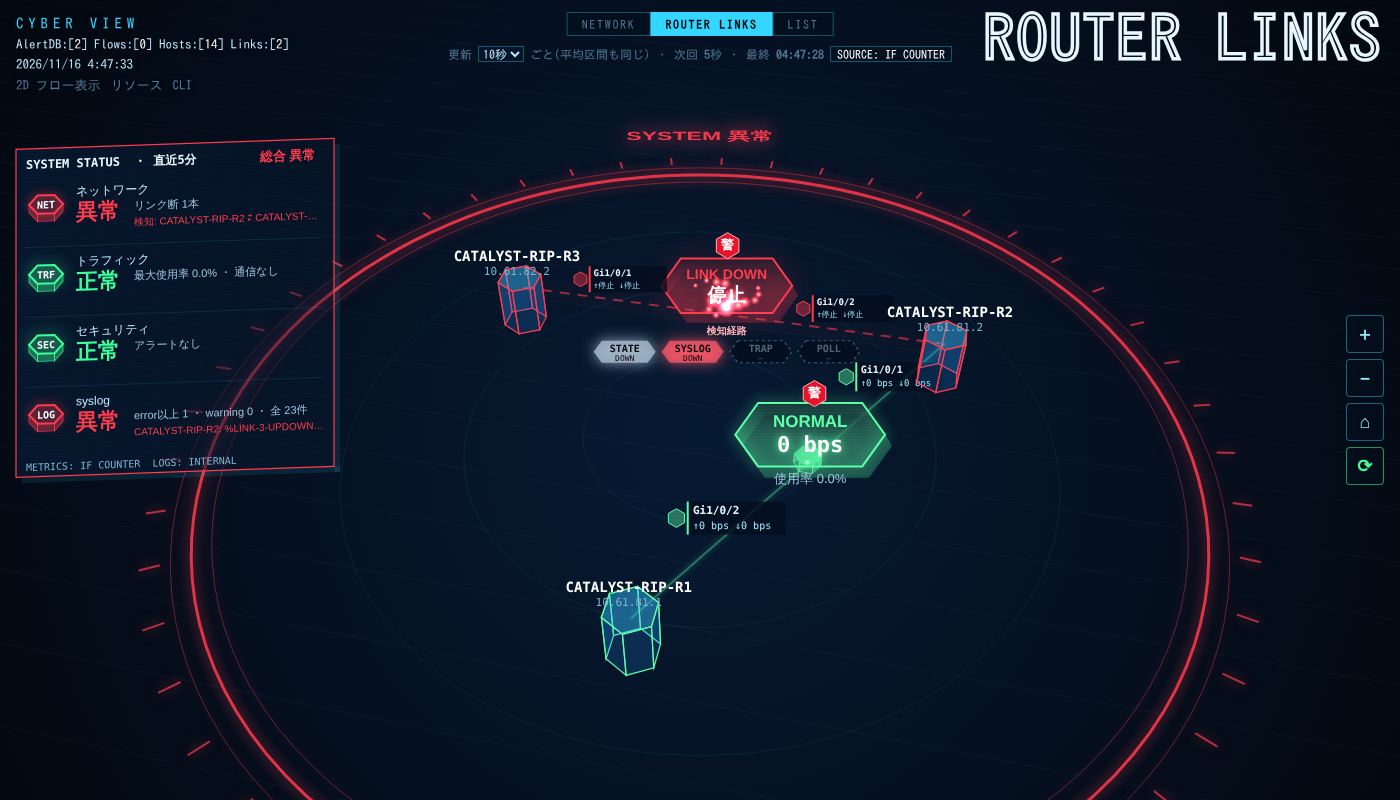 CYBER VIEW
AlertDB:[2] Flows:[0] Hosts:[14] Links:[2]
2026/11/16 4:47:33
2D フロー表示 リソース CLI
NETWORK ROUTER LINKS LIST
更新 10秒 ごと(平均区間も同じ) ・ 次回 5秒 ・ 最終 04:47:28 SOURCE: IF COUNTER
ROUTER LINKS
SYSTEM 異常
SYSTEM STATUS ・ 直近5分 総合 異常
NET
ネットワーク
異常
リンク断 1本
検知: CATALYST-RIP-R2 ⇄ CATALYST-…
TRF
トラフィック
正常
最大使用率 0.0% ・ 通信なし
SEC
セキュリティ
正常
アラートなし
LOG
syslog
異常
error以上 1 ・ warning 0 ・ 全 23件
CATALYST-RIP-R2: %LINK-3-UPDOWN…
METRICS: IF COUNTER LOGS: INTERNAL
CATALYST-RIP-R3
10.61.82.2
Gi1/0/1
↑停止 ↓停止
警
LINK DOWN
停止
検知経路
Gi1/0/2
↑停止 ↓停止
CATALYST-RIP-R2
10.61.81.2
STATE
DOWN
SYSLOG
DOWN
TRAP
—
POLL
—
Gi1/0/1
↑0 bps ↓0 bps
警
NORMAL
0 bps
使用率 0.0%
Gi1/0/2
↑0 bps ↓0 bps
CATALYST-RIP-R1
10.61.81.1
+
−
⌂
⟳